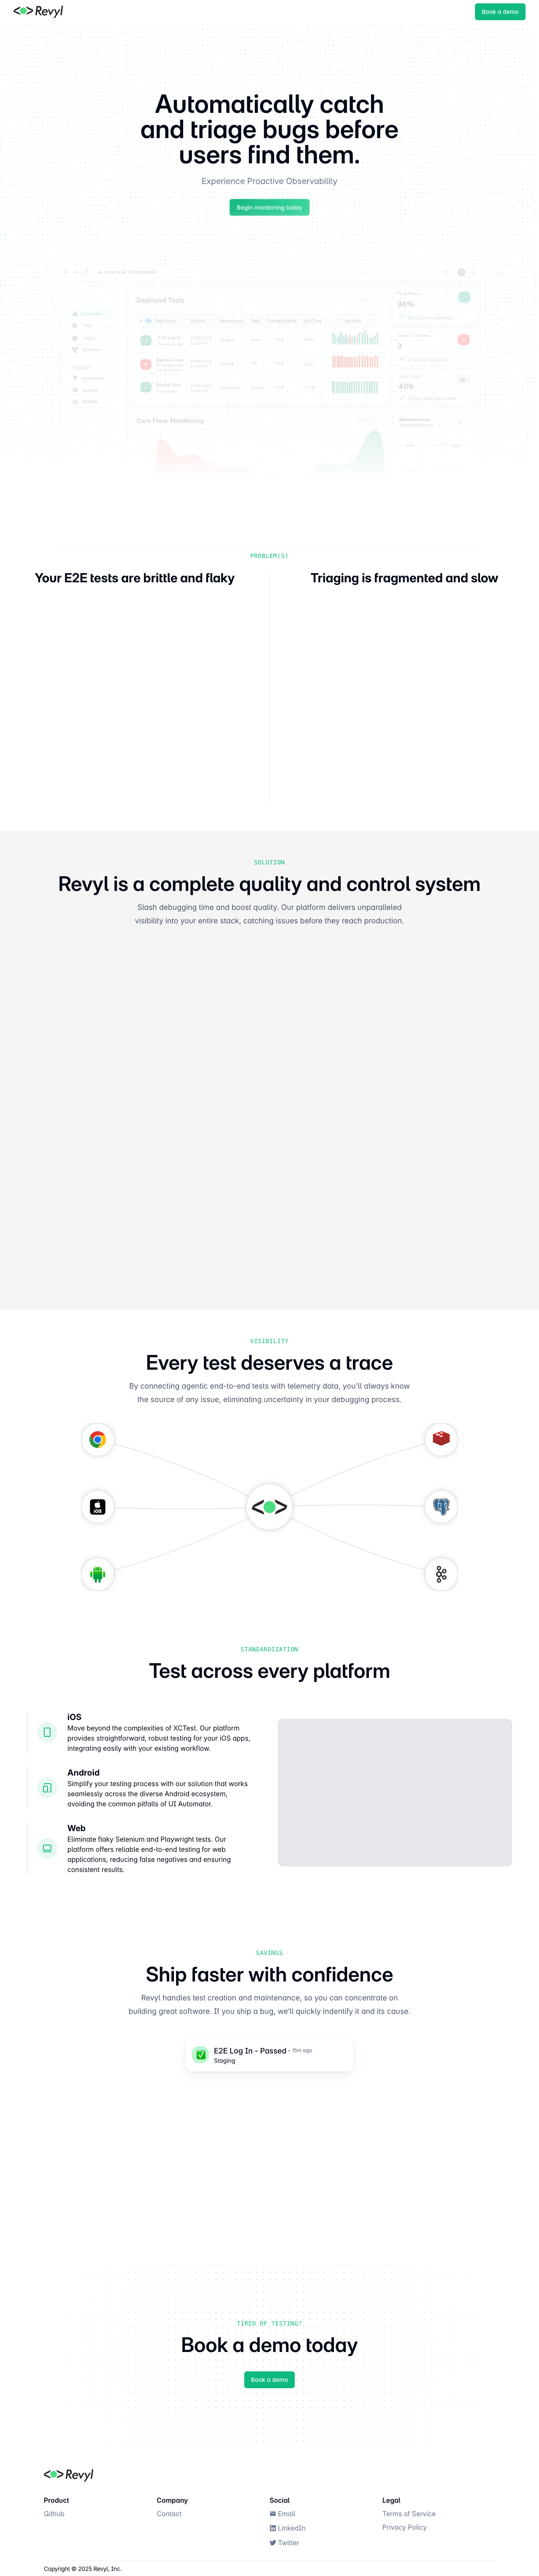 Revyl
Book a demo
Automatically catch
and triage bugs before
users find them.
Experience Proactive Observability
Begin monitoring today
Deployed Tests
96%
3
409
Core Flow Monitoring
PROBLEM(S)
Your E2E tests are brittle and flaky
Triaging is fragmented and slow
SOLUTION
Revyl is a complete quality and control system
Slash debugging time and boost quality. Our platform delivers unparalleled
visibility into your entire stack, catching issues before they reach production.
VISIBILITY
Every test deserves a trace
By connecting agentic end-to-end tests with telemetry data, you'll always know
the source of any issue, eliminating uncertainty in your debugging process.
iOS
STANDARDIZATION
Test across every platform
iOS
Move beyond the complexities of XCTest. Our platform
provides straightforward, robust testing for your iOS apps,
integrating easily with your existing workflow.
Android
Simplify your testing process with our solution that works
seamlessly across the diverse Android ecosystem,
avoiding the common pitfalls of UI Automator.
Web
Eliminate flaky Selenium and Playwright tests. Our
platform offers reliable end-to-end testing for web
applications, reducing false negatives and ensuring
consistent results.
SAVINGS
Ship faster with confidence
Revyl handles test creation and maintenance, so you can concentrate on
building great software. If you ship a bug, we'll quickly indentify it and its cause.
E2E Log In - Passed • 15m ago
Staging
TIRED OF TESTING?
Book a demo today
Book a demo
Revyl
Product
Github
Company
Contact
Social
Email
LinkedIn
Twitter
Legal
Terms of Service
Privacy Policy
Copyright © 2025 Revyl, Inc.